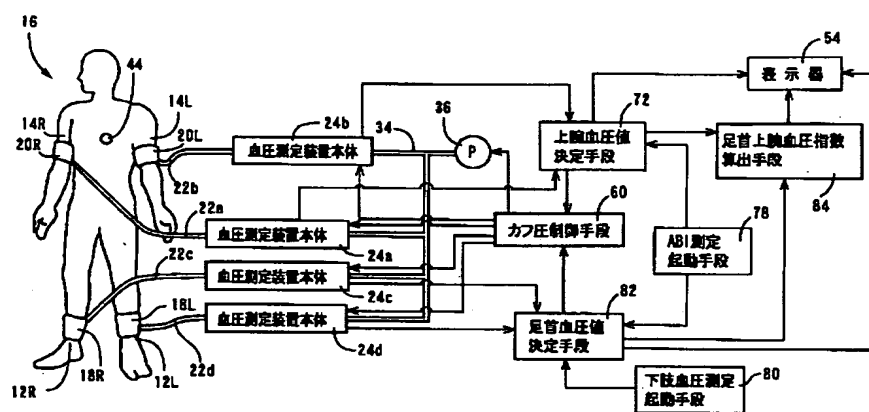 16
44
14R
14L
20L
20R
22b
24b
血圧測定装置本体
34
36
P
72
上腕血圧値
決定手段
54
表示器
足首上腕血圧指数
算出手段
84
22a
血圧測定装置本体
24a
60
カフ圧制御手段
78
ABI測定
起動手段
22c
血圧測定装置本体
24c
18L
血圧測定装置本体
24d
82
足首血圧値
決定手段
12R
18R
12L
22d
下肢血圧測定
起動手段
80